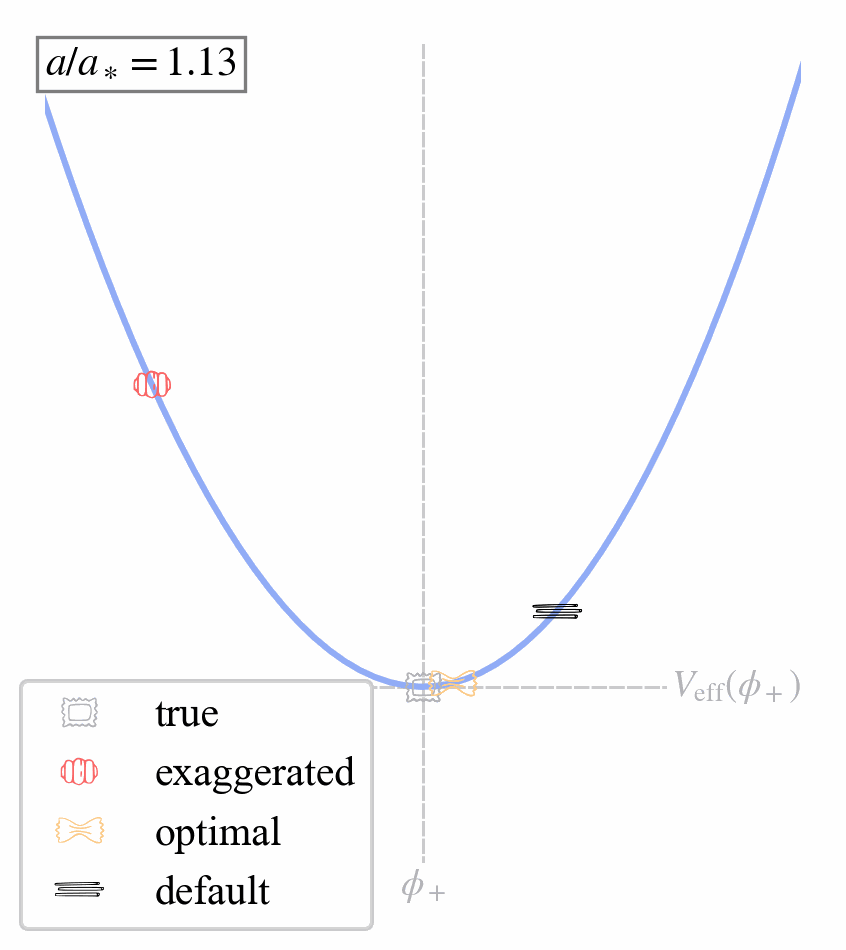 a/a* = 1.13
V_eff(ϕ₊)
true
exaggerated
optimal
default
ϕ₊